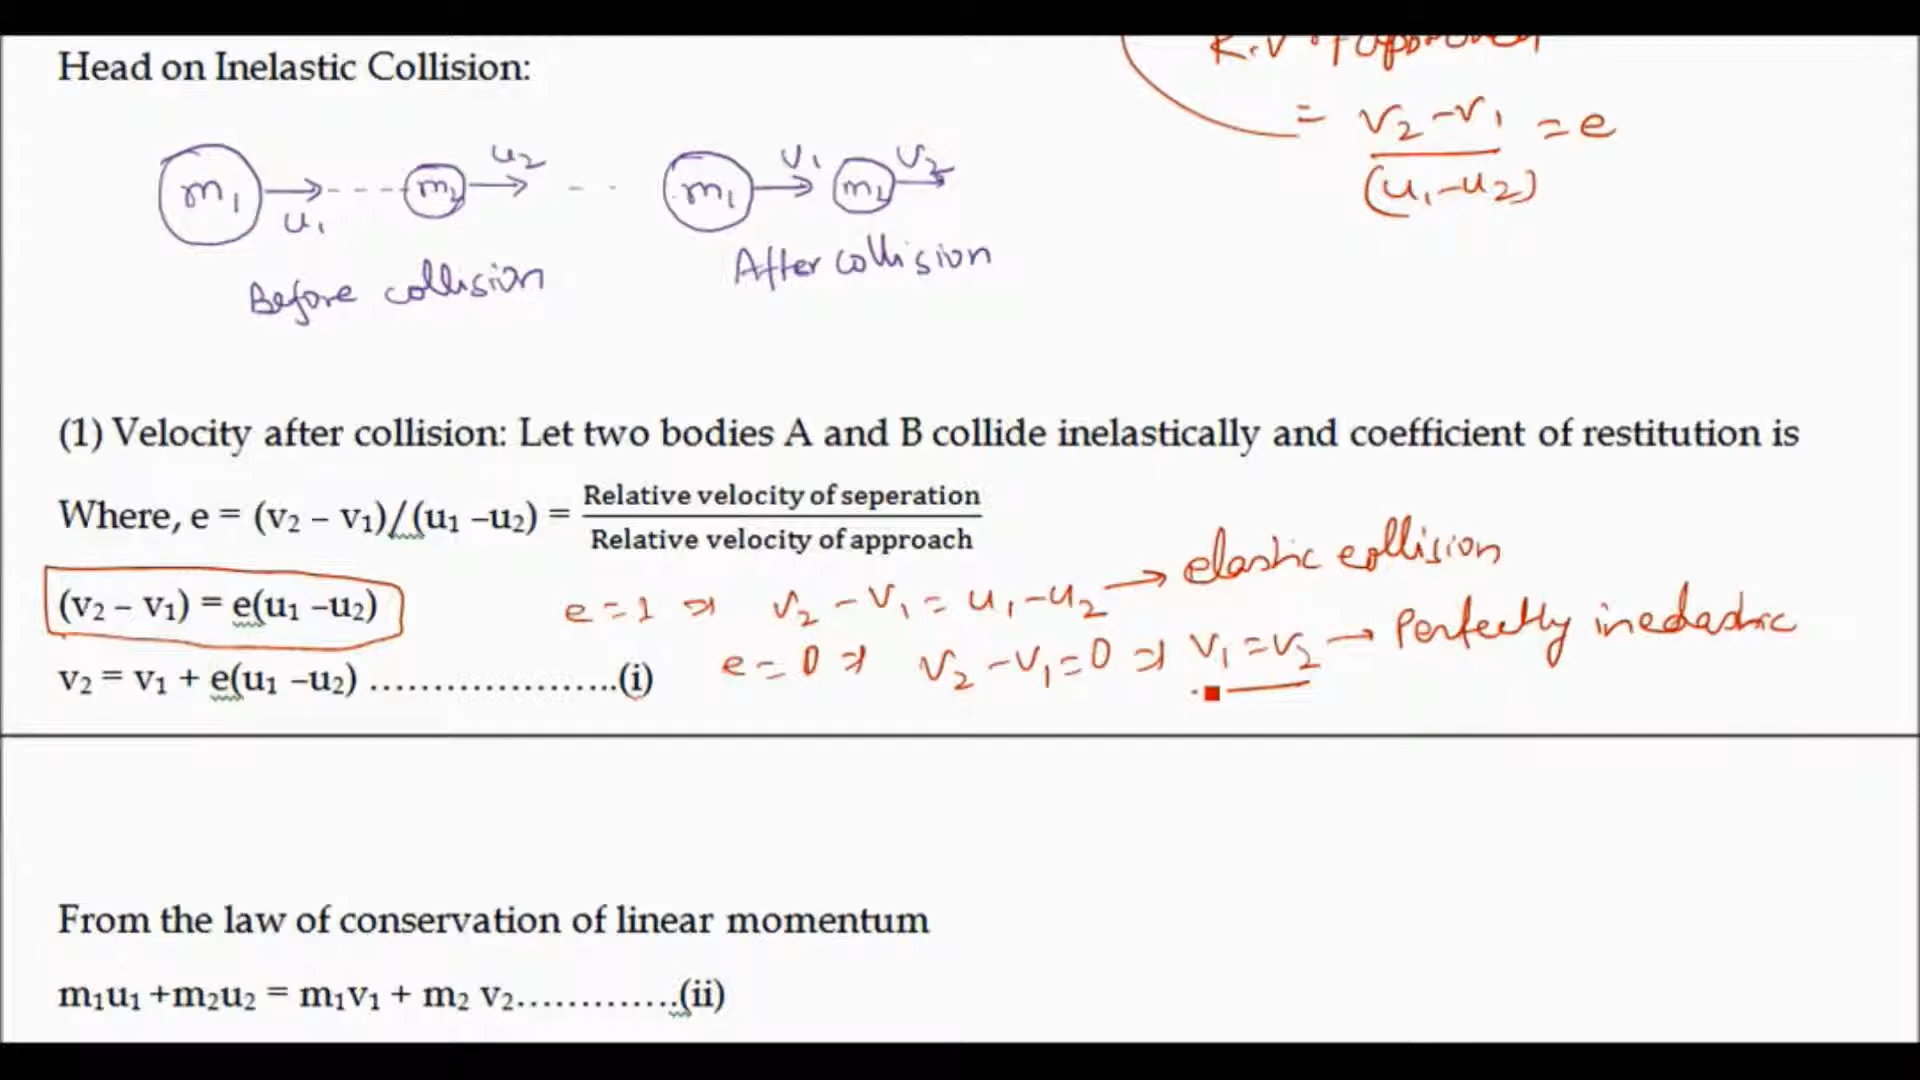 Head on Inelastic Collision:
R.V of approach
= v₂-v₁ / (u₁-u₂) = e
m₁ u₁ m₂ u₂ m₁ v₁ m₂ v₂
Before collision After collision
(1) Velocity after collision: Let two bodies A and B collide inelastically and coefficient of restitution is
Where, e = (v₂ – v₁)/(u₁ –u₂) = Relative velocity of seperation / Relative velocity of approach
(v₂ – v₁) = e(u₁ –u₂)
e = 1 ⇒ v₂ - v₁ = u₁ - u₂ → elastic collision
e = 0 ⇒ v₂ - v₁ = 0 ⇒ v₁ = v₂ → Perfectly inelastic
v₂ = v₁ + e(u₁ –u₂) …………………..(i)
From the law of conservation of linear momentum
m₁u₁ +m₂u₂ = m₁v₁ + m₂ v₂………….(ii)